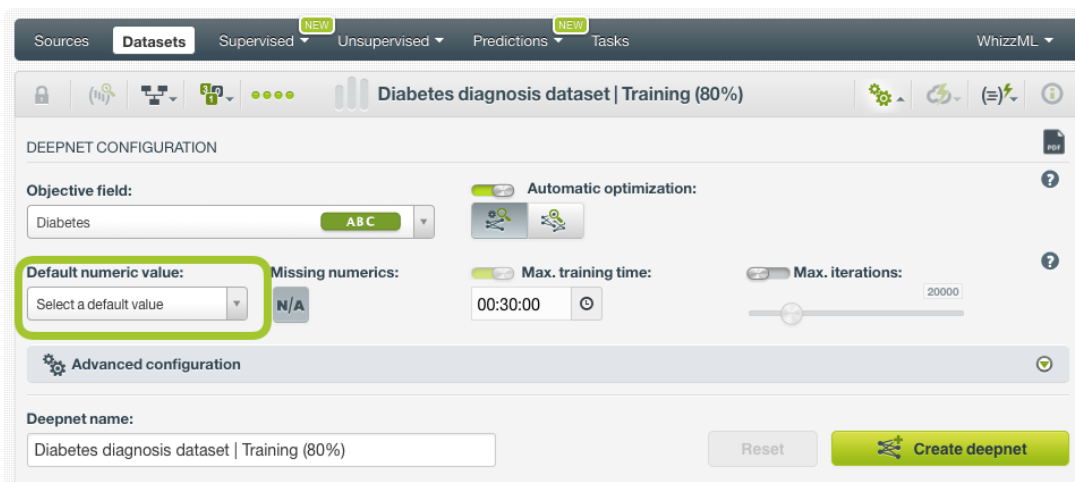 NEW NEW
Sources Datasets Supervised Unsupervised Predictions Tasks WhizzML
Diabetes diagnosis dataset | Training (80%)
DEEPNET CONFIGURATION
PDF
Objective field: Automatic optimization:
Diabetes ABC
Default numeric value: Missing numerics: Max. training time: Max. iterations:
Select a default value N/A 00:30:00 20000
Advanced configuration
Deepnet name:
Diabetes diagnosis dataset | Training (80%) Reset Create deepnet